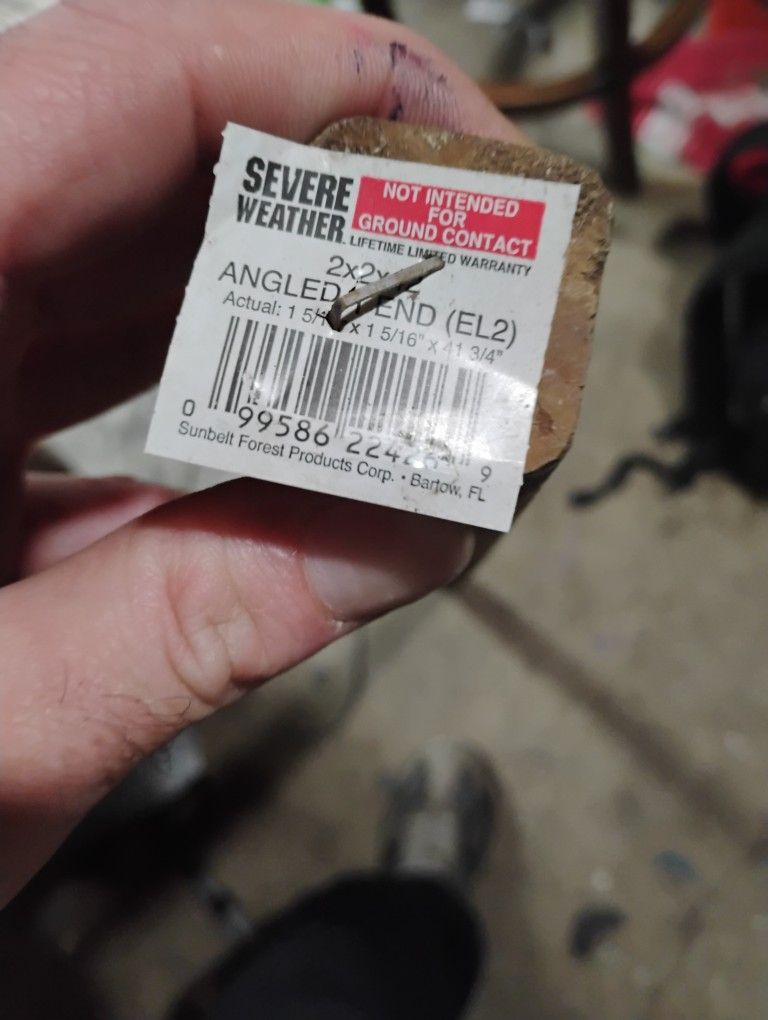 SEVERE
WEATHER
NOT INTENDED
FOR
GROUND CONTACT
LIFETIME LIMITED WARRANTY
2x2x
ANGLED END (EL2)
Actual: 1 5/ x 1 5/16" x 41 3/4"
0 99586 9
Sunbelt Forest Products Corp. • Bartow, FL